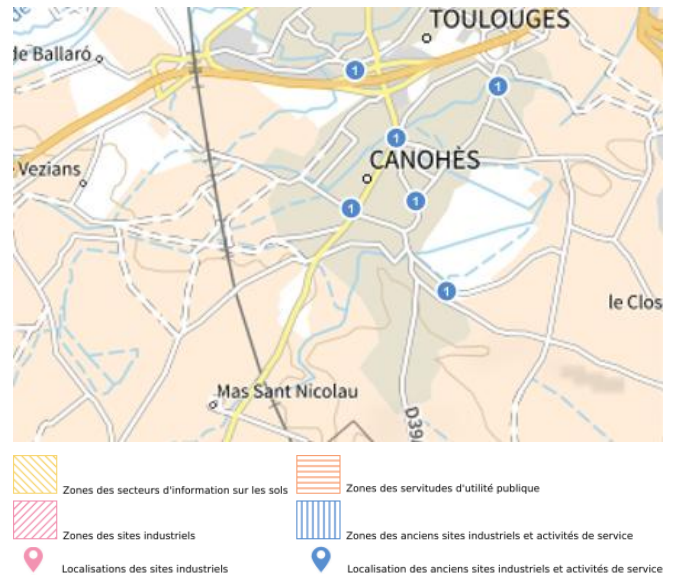 TOULOUGES
de Ballaró
1
1
1
CANOHÈS
Vezians
1
1
1
le Clos
Mas Sant Nicolau
D39
Zones des secteurs d'information sur les sols
Zones des servitudes d'utilité publique
Zones des sites industriels
Zones des anciens sites industriels et activités de service
Localisations des sites industriels
Localisation des anciens sites industriels et activités de service